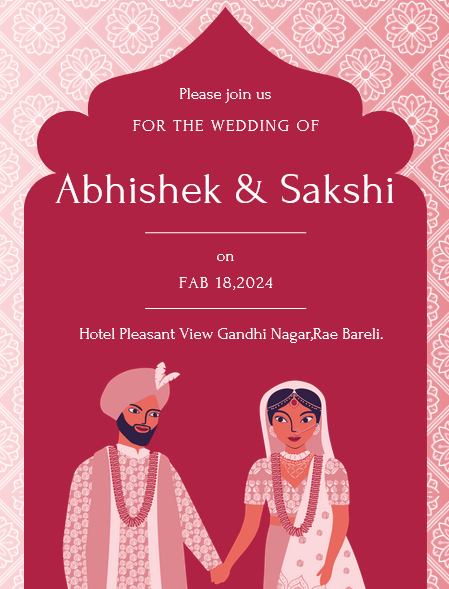 Please join us
FOR THE WEDDING OF
Abhishek & Sakshi
on
FAB 18,2024
Hotel Pleasant View Gandhi Nagar,Rae Bareli.